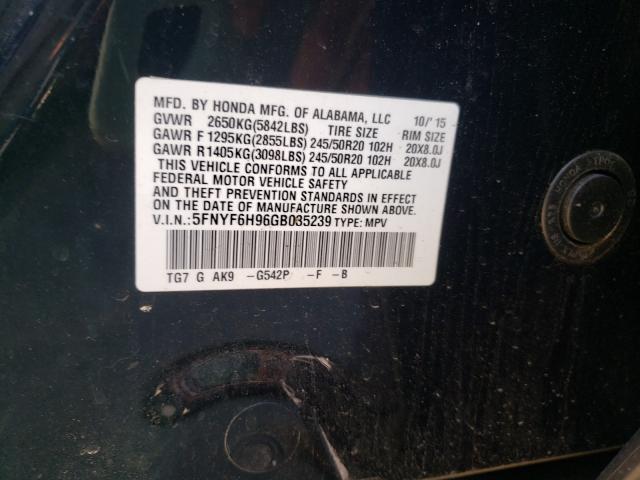 MFD. BY HONDA MFG. OF ALABAMA, LLC 10/'15
GVWR 2650KG(5842LBS) TIRE SIZE RIM SIZE
GAWR F 1295KG(2855LBS) 245/50R20 102H 20X8.0J
GAWR R1405KG(3098LBS) 245/50R20 102H 20X8.0J
THIS VEHICLE CONFORMS TO ALL APPLICABLE
FEDERAL MOTOR VEHICLE SAFETY
AND THEFT PREVENTION STANDARDS IN EFFECT
ON THE DATE OF MANUFACTURE SHOWN ABOVE.
V.I.N.: 5FNYF6H96GB035239 TYPE: MPV
TG7 G AK9 -G542P -F -B
HONDA